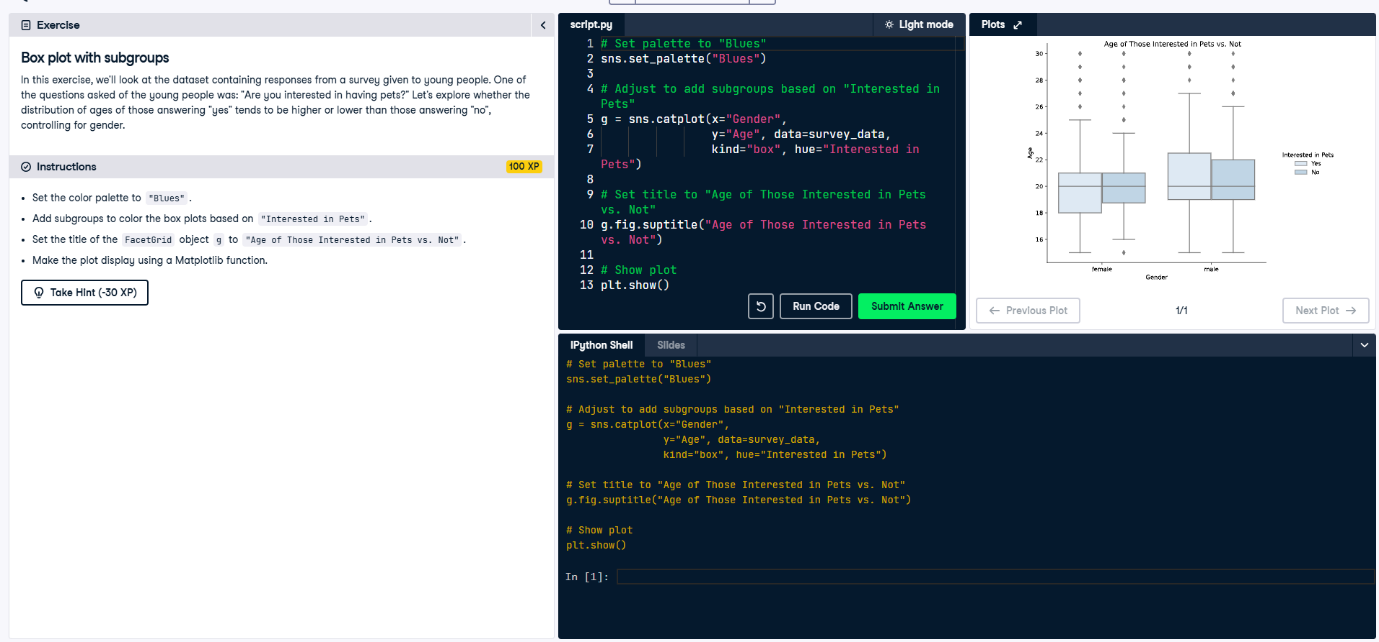 Exercise
Box plot with subgroups
In this exercise, we'll look at the dataset containing responses from a survey given to young people. One of
the questions asked of the young people was: "Are you interested in having pets?" Let's explore whether the
distribution of ages of those answering "yes" tends to be higher or lower than those answering "no",
controlling for gender.
Instructions
100 XP
Set the color palette to "Blues".
Add subgroups to color the box plots based on "Interested in Pets".
Set the title of the FacetGrid object g to "Age of Those Interested in Pets vs. Not".
Make the plot display using a Matplotlib function.
Take Hint (-30 XP)
script.py
Light mode
1 # Set palette to "Blues"
2 sns.set_palette("Blues")
3
4 # Adjust to add subgroups based on "Interested in
Pets"
5 g = sns.catplot(x="Gender",
6 y="Age", data=survey_data,
7 kind="box", hue="Interested in
Pets")
8
9 # Set title to "Age of Those Interested in Pets
vs. Not"
10 g.fig.suptitle("Age of Those Interested in Pets
vs. Not")
11
12 # Show plot
13 plt.show()
Run Code
Submit Answer
Plots
Age of Those Interested in Pets vs. Not
30
28
26
24
22
20
18
16
Age
female
male
Gender
Interested in Pets
Yes
No
Previous Plot
1/1
Next Plot
IPython Shell
Slides
# Set palette to "Blues"
sns.set_palette("Blues")
# Adjust to add subgroups based on "Interested in Pets"
g = sns.catplot(x="Gender",
y="Age", data=survey_data,
kind="box", hue="Interested in Pets")
# Set title to "Age of Those Interested in Pets vs. Not"
g.fig.suptitle("Age of Those Interested in Pets vs. Not")
# Show plot
plt.show()
In [1]: